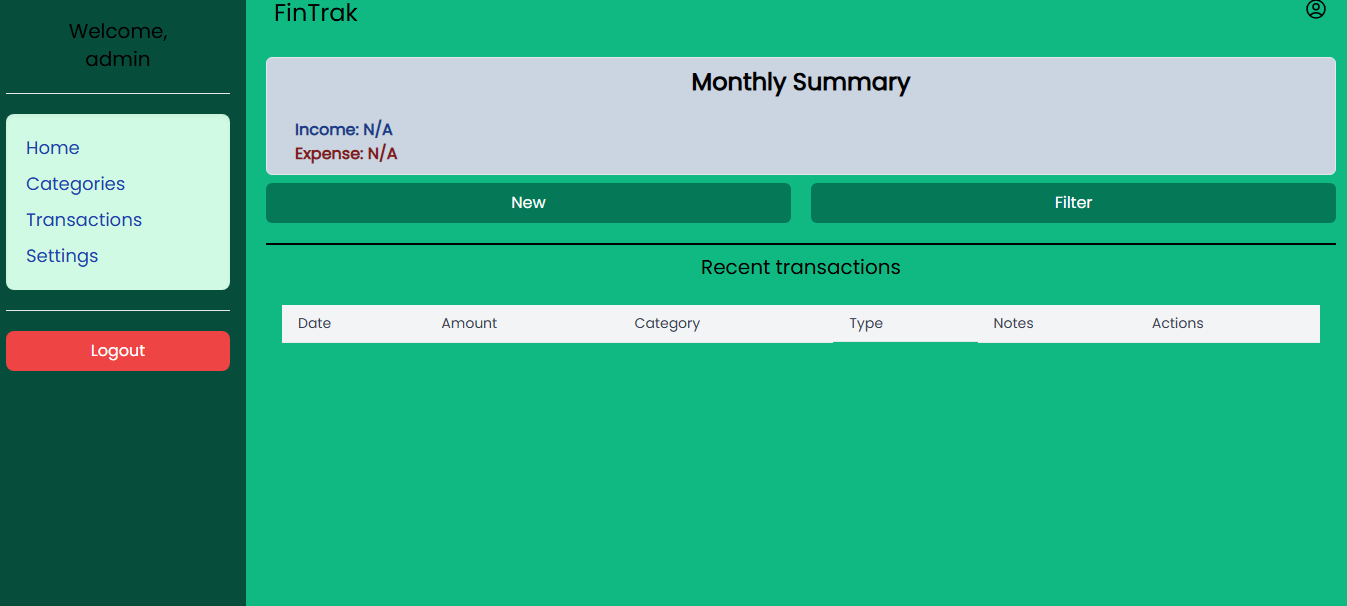 Welcome,
admin
Home
Categories
Transactions
Settings
Logout
FinTrak
Monthly Summary
Income: N/A
Expense: N/A
New
Filter
Recent transactions
Date Amount Category Type Notes Actions